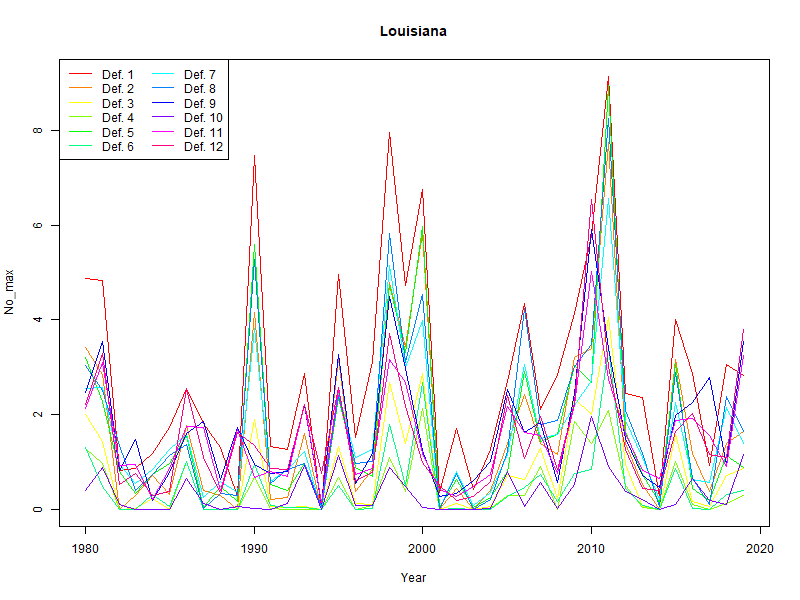 Louisiana
Def. 1 Def. 7
Def. 2 Def. 8
Def. 3 Def. 9
Def. 4 Def. 10
Def. 5 Def. 11
Def. 6 Def. 12
8
6
4
2
0
No_max
1980 1990 2000 2010 2020
Year